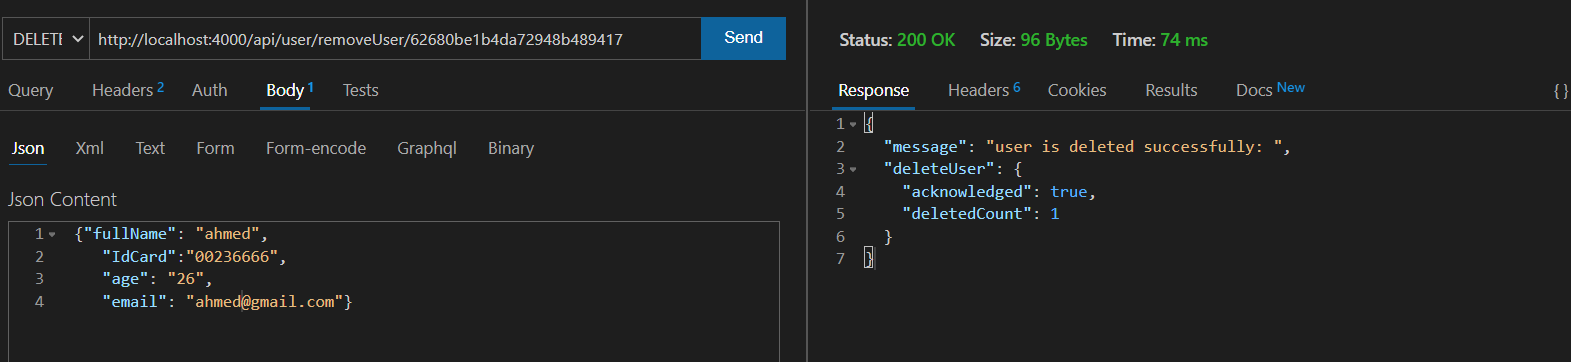 DELETE http://localhost:4000/api/user/removeUser/62680be1b4da72948b489417 Send
Query Headers 2 Auth Body 1 Tests
Json Xml Text Form Form-encode Graphql Binary
Json Content
1 {"fullName": "ahmed",
2 "IdCard":"00236666",
3 "age": "26",
4 "email": "ahmed@gmail.com"}
Status: 200 OK Size: 96 Bytes Time: 74 ms
Response Headers 6 Cookies Results Docs New {}
1 {
2 "message": "user is deleted successfully: ",
3 "deleteUser": {
4 "acknowledged": true,
5 "deletedCount": 1
6 }
7 }